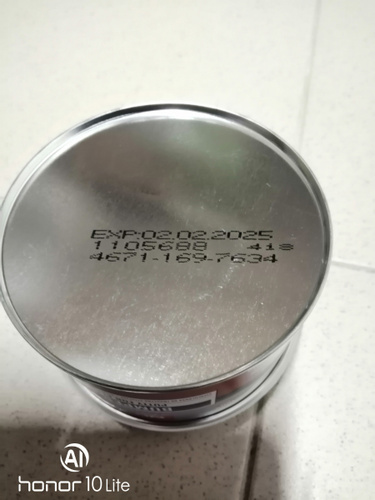 EXP:02.02.2025
1105688 418
4671-169-7634
AI
honor 10 Lite